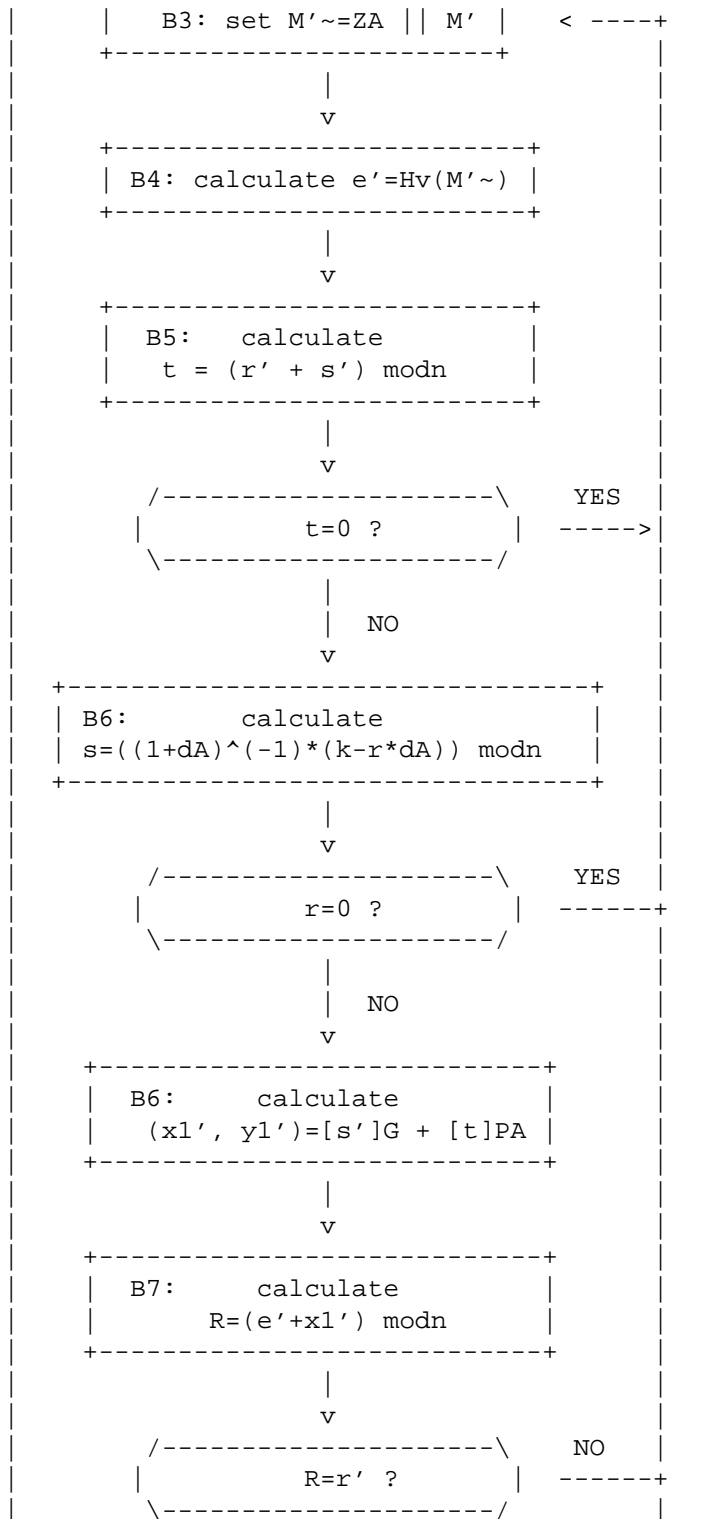 |     |   B3: set M'~=ZA || M' |   < ----+
|     +------------------------+         |
|                   |                    |
|                   v                    |
|     +--------------------------+       |
|     | B4: calculate e'=Hv(M'~) |       |
|     +--------------------------+       |
|                   |                    |
|                   v                    |
|     +--------------------------+       |
|     |  B5:   calculate         |       |
|     |   t = (r' + s') modn     |       |
|     +--------------------------+       |
|                   |                    |
|                   v                    |
|        /---------------------\    YES  |
|       |          t=0 ?        |  ----->|
|        \---------------------/         |
|                   |                    |
|                   |  NO                |
|                   v                    |
|  +---------------------------------+   |
|  | B6:       calculate             |   |
|  | s=((1+dA)^(-1)*(k-r*dA)) modn   |   |
|  +---------------------------------+   |
|                   |                    |
|                   v                    |
|        /---------------------\    YES  |
|       |          r=0 ?        |  ------+
|        \---------------------/         |
|                   |                    |
|                   |  NO                |
|                   v                    |
|    +----------------------------+      |
|    |  B6:     calculate         |      |
|    |   (x1', y1')=[s']G + [t]PA |      |
|    +----------------------------+      |
|                   |                    |
|                   v                    |
|    +----------------------------+      |
|    |  B7:     calculate         |      |
|    |       R=(e'+x1') modn      |      |
|    +----------------------------+      |
|                   |                    |
|                   v                    |
|        /---------------------\    NO   |
|       |          R=r' ?       |  ------+
|        \---------------------/         |